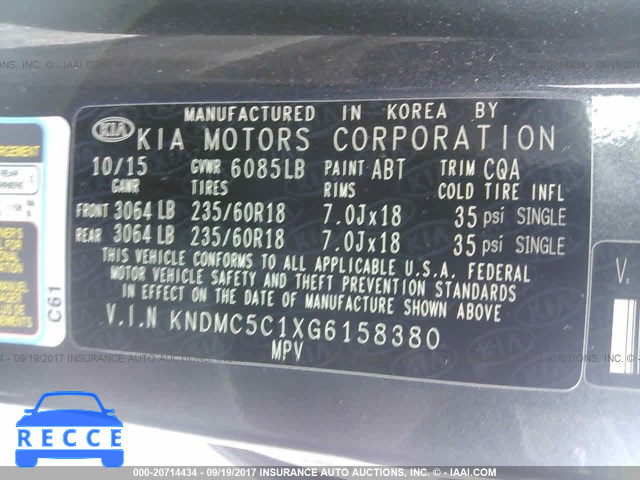 MANUFACTURED IN KOREA BY
KIA KIA MOTORS CORPORATION
10/15 GVWR 6085LB PAINT ABT TRIM CQA
GAWR TIRES RIMS COLD TIRE INFL
FRONT 3064 LB 235/60R18 7.0Jx18 35 psi SINGLE
REAR 3064 LB 235/60R18 7.0Jx18 35 psi SINGLE
THIS VEHICLE CONFORMS TO ALL APPLICABLE U.S.A. FEDERAL
MOTOR VEHICLE SAFETY AND THEFT PREVENTION STANDARDS
IN EFFECT ON THE DATE OF MANUFACTURE SHOWN ABOVE
V.I.N KNDMC5C1XG6158380
MPV
C61
REAR
MANUAL
V.
RECCE
000-20714434 - 09/19/2017 INSURANCE AUTO AUCTIONS - © - IAAI.COM